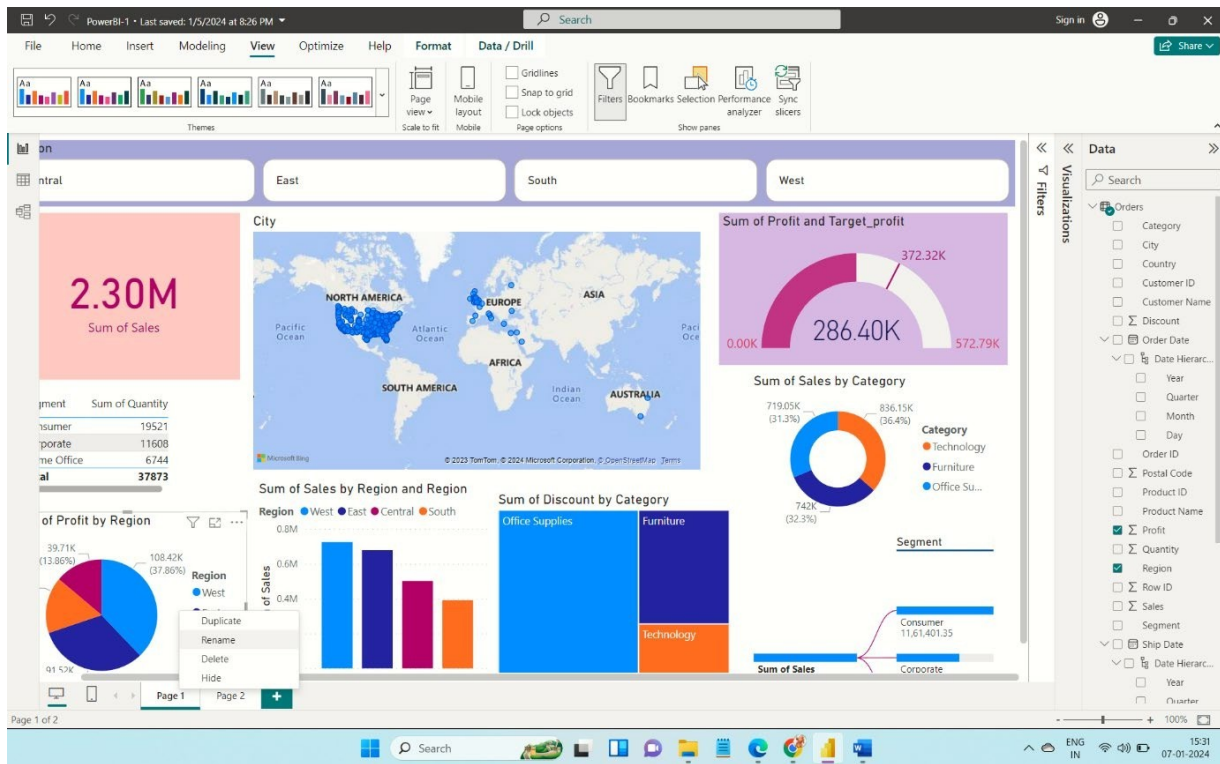 PowerBI-1 • Last saved: 1/5/2024 at 8:26 PM
Search
Sign in
File Home Insert Modeling View Optimize Help Format Data / Drill
Share
Aa Aa Aa Aa Aa Aa
Themes
Page view
Scale to fit
Mobile layout
Mobile
Gridlines
Snap to grid
Lock objects
Page options
Filters Bookmarks Selection Performance analyzer Sync slicers
Show panes
on
ntral East South West
2.30M
Sum of Sales
City
NORTH AMERICA
EUROPE
ASIA
Pacific Ocean
Atlantic Ocean
AFRICA
SOUTH AMERICA
Indian Ocean
AUSTRALIA
Paci
Oce
Microsoft Bing
© 2023 TomTom, © 2024 Microsoft Corporation, © OpenStreetMap Terms
Sum of Profit and Target_profit
372.32K
286.40K
0.00K
572.79K
gment Sum of Quantity
nsumer 19521
rporate 11608
me Office 6744
al 37873
Sum of Sales by Category
719.05K
(31.3%)
836.15K
(36.4%)
742K
(32.3%)
Category
Technology
Furniture
Office Su...
of Profit by Region
39.71K
(13.86%)
108.42K
(37.86%)
91.52K
Region
West
Sum of Sales by Region and Region
Region West East Central South
0.8M
0.6M
0.4M
of Sales
Sum of Discount by Category
Office Supplies
Furniture
Technology
Segment
Sum of Sales
Consumer
11,61,401.35
Corporate
Duplicate
Rename
Delete
Hide
Page 1 Page 2 +
Page 1 of 2
- + 100%
Filters
Visualizations
Data
Search
Orders
Category
City
Country
Customer ID
Customer Name
Σ Discount
Order Date
Date Hierarc...
Year
Quarter
Month
Day
Order ID
Σ Postal Code
Product ID
Product Name
Σ Profit
Σ Quantity
Region
Σ Row ID
Σ Sales
Segment
Ship Date
Date Hierarc...
Year
Quarter
Search
ENG
IN
15:31
07-01-2024